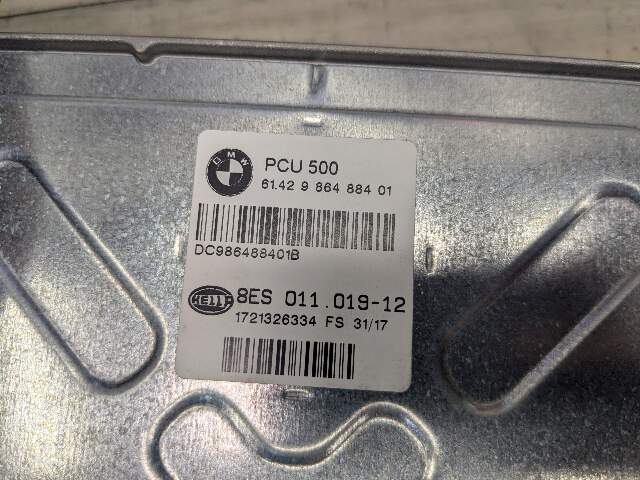 BMW
PCU 500
61.42 9 864 884 01
DC986488401B
HELLA
8ES 011.019-12
1721326334 FS 31/17